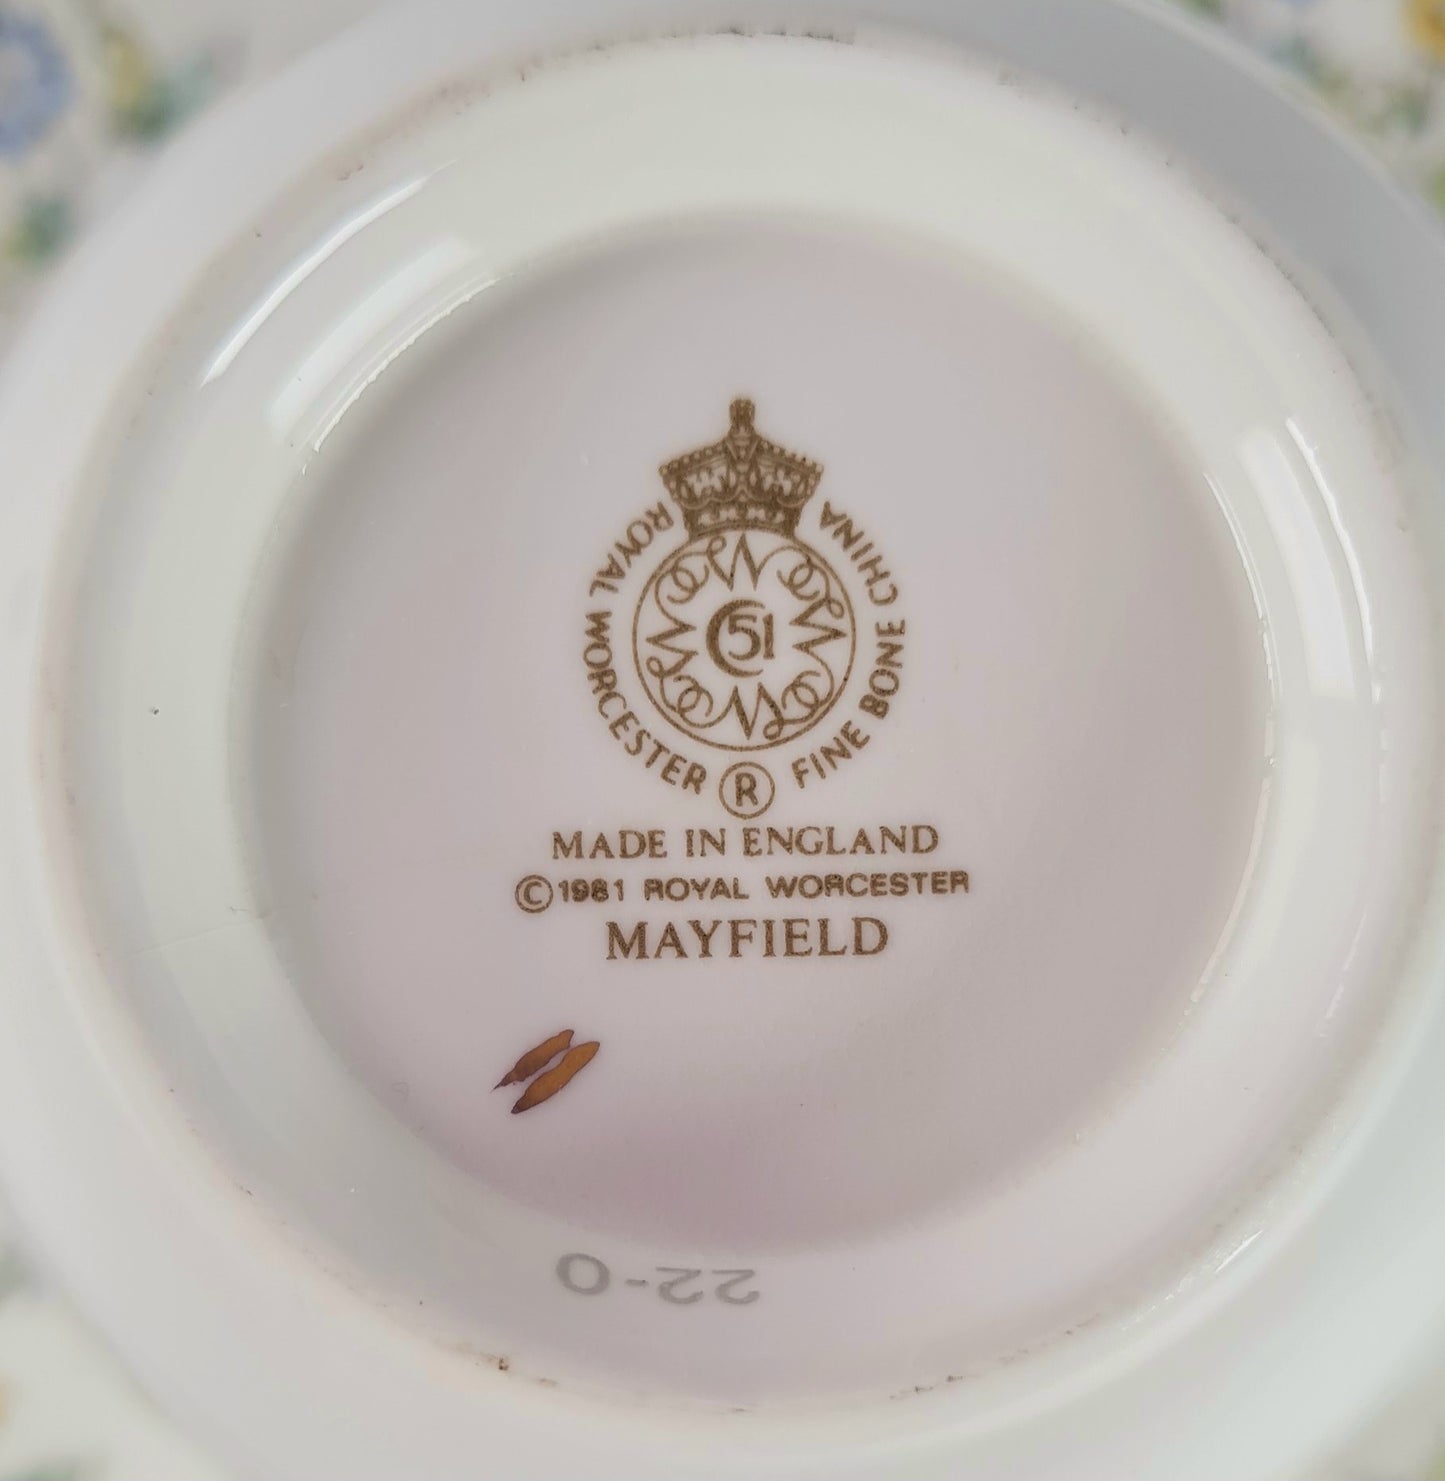 ROYAL WORCESTER ® FINE BONE CHINA
C 51
MADE IN ENGLAND
© 1981 ROYAL WORCESTER
MAYFIELD
22-0